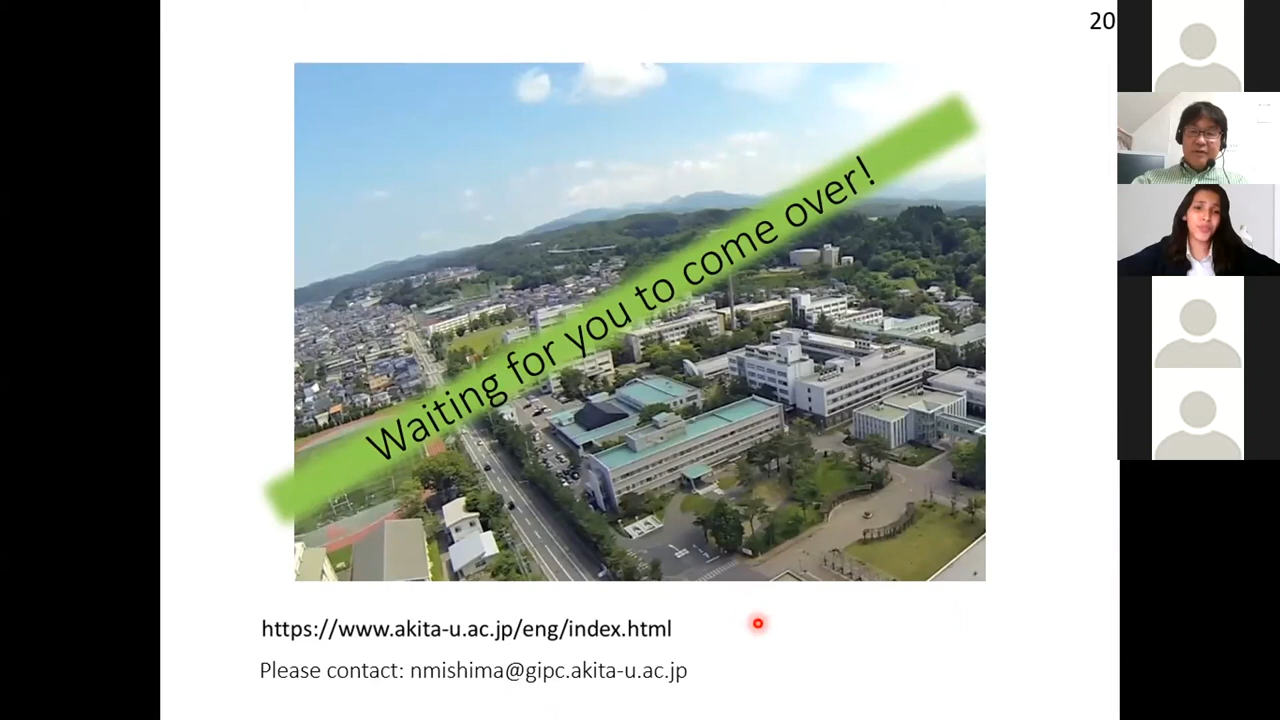 20
Waiting for you to come over!
https://www.akita-u.ac.jp/eng/index.html
Please contact: nmishima@gipc.akita-u.ac.jp